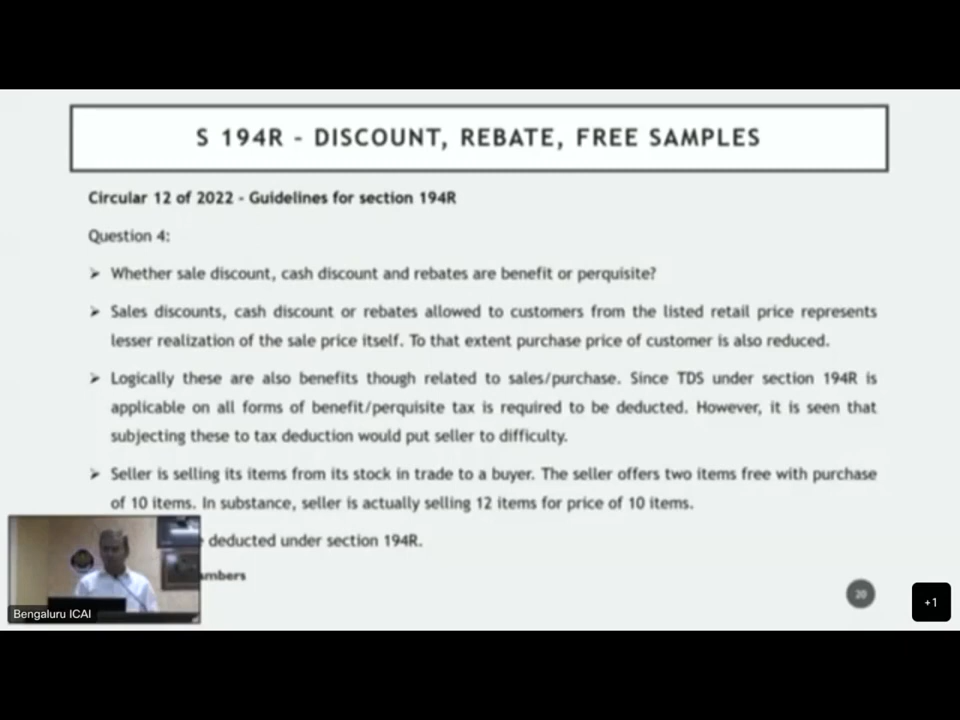 S 194R - DISCOUNT, REBATE, FREE SAMPLES
Circular 12 of 2022 - Guidelines for section 194R
Question 4:
➢ Whether sale discount, cash discount and rebates are benefit or perquisite?
➢ Sales discounts, cash discount or rebates allowed to customers from the listed retail price represents
lesser realization of the sale price itself. To that extent purchase price of customer is also reduced.
➢ Logically these are also benefits though related to sales/purchase. Since TDS under section 194R is
applicable on all forms of benefit/perquisite tax is required to be deducted. However, it is seen that
subjecting these to tax deduction would put seller to difficulty.
➢ Seller is selling its items from its stock in trade to a buyer. The seller offers two items free with purchase
of 10 items. In substance, seller is actually selling 12 items for price of 10 items.
deducted under section 194R.
ambers
Bengaluru ICAI
20
+1